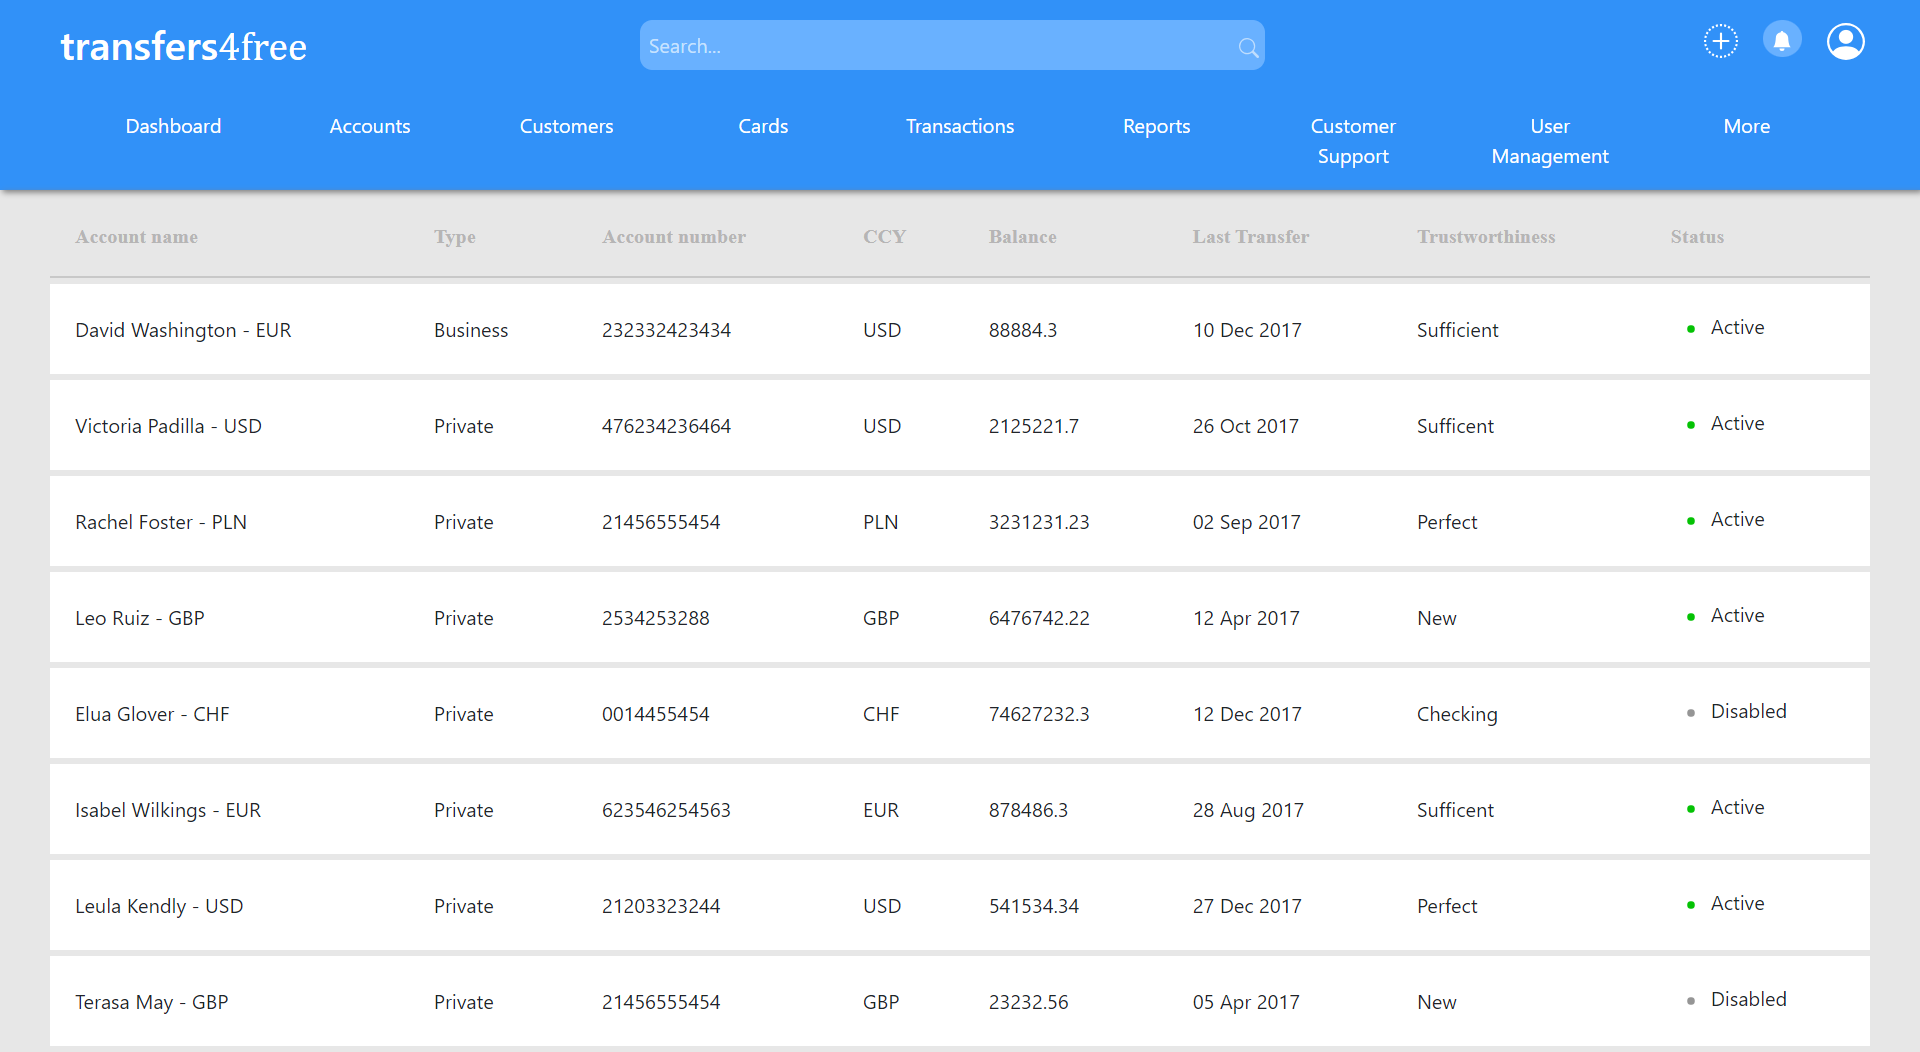 transfers4free
Search...
Dashboard Accounts Customers Cards Transactions Reports Customer Support User Management More
Account name Type Account number CCY Balance Last Transfer Trustworthiness Status
David Washington - EUR Business 232332423434 USD 88884.3 10 Dec 2017 Sufficient Active
Victoria Padilla - USD Private 476234236464 USD 2125221.7 26 Oct 2017 Sufficent Active
Rachel Foster - PLN Private 21456555454 PLN 3231231.23 02 Sep 2017 Perfect Active
Leo Ruiz - GBP Private 2534253288 GBP 6476742.22 12 Apr 2017 New Active
Elua Glover - CHF Private 0014455454 CHF 74627232.3 12 Dec 2017 Checking Disabled
Isabel Wilkings - EUR Private 623546254563 EUR 878486.3 28 Aug 2017 Sufficent Active
Leula Kendly - USD Private 21203323244 USD 541534.34 27 Dec 2017 Perfect Active
Terasa May - GBP Private 21456555454 GBP 23232.56 05 Apr 2017 New Disabled